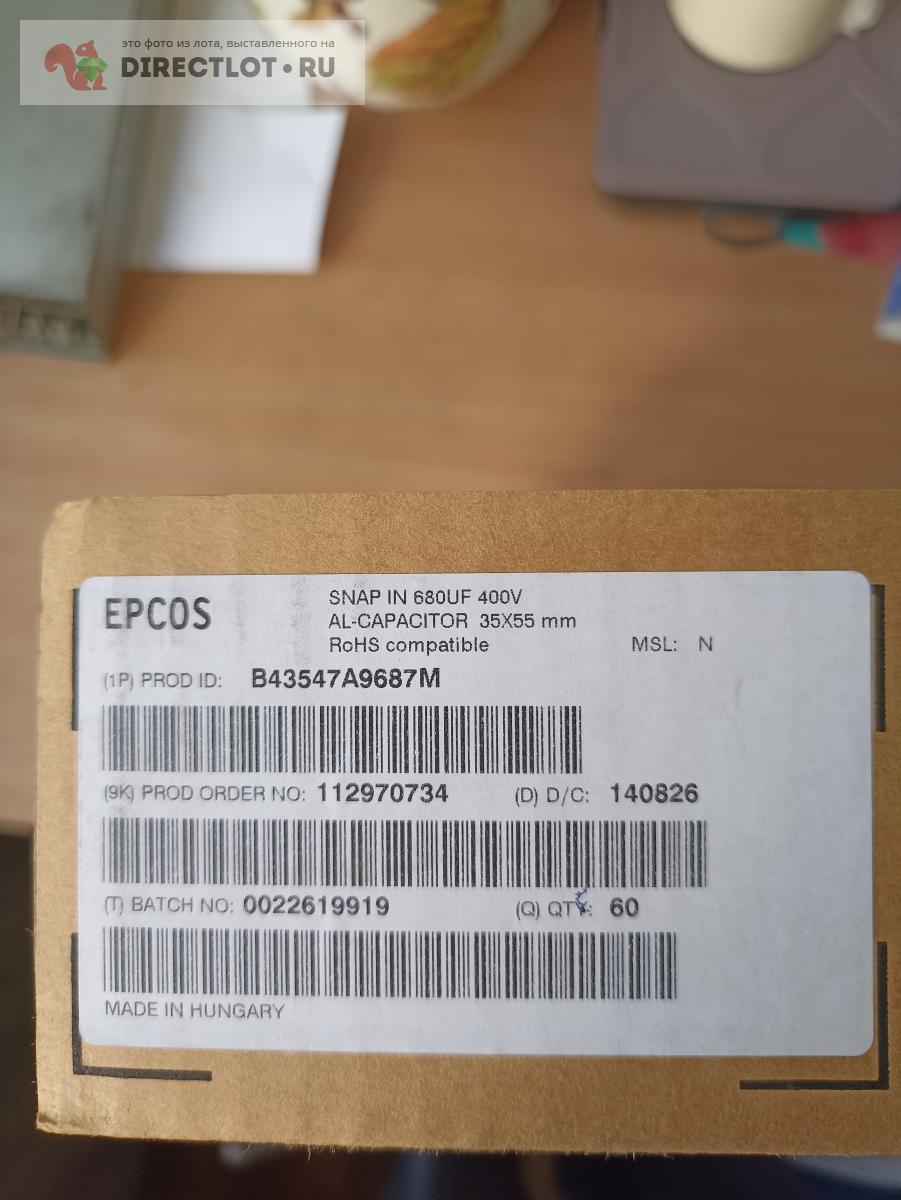 это фото из лота, выставленного на
DIRECTLOT•RU
EPCOS
SNAP IN 680UF 400V
AL-CAPACITOR 35X55 mm
RoHS compatible MSL: N
(1P) PROD ID: B43547A9687M
(9K) PROD ORDER NO: 112970734 (D) D/C: 140826
(T) BATCH NO: 0022619919 (Q) QTY: 60
MADE IN HUNGARY